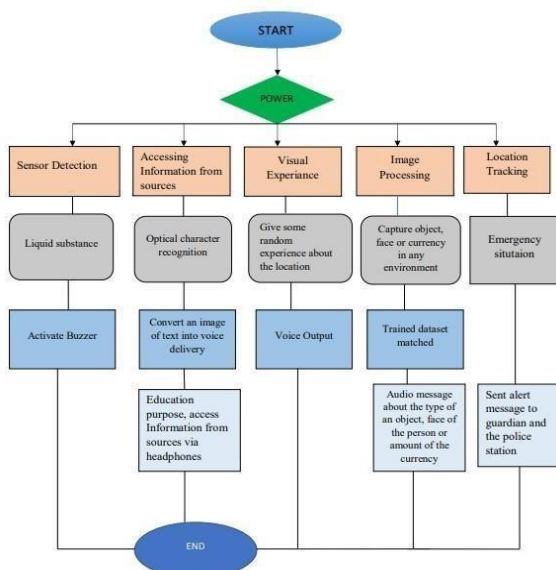 START
POWER
Sensor Detection
Accessing
Information from
sources
Visual
Experiance
Image
Processing
Location
Tracking
Liquid substance
Optical character
recognition
Give some
random
experience about
the location
Capture object,
face or currency
in any
environment
Emergency
situtaion
Activate Buzzer
Convert an image
of text into voice
delivery
Voice Output
Trained dataset
matched
Education
purpose, access
Information from
sources via
headphones
Audio message
about the type of
an object, face of
the person or
amount of the
currency
Sent alert
message to
guardian and
the police
station
END